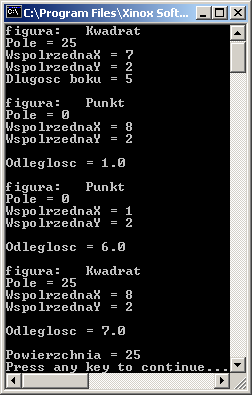 C:\Program Files\Xinox Soft...
figura:   Kwadrat
Pole = 25
WspolrzednaX = 7
WspolrzednaY = 2
Dlugosc boku = 5
figura:   Punkt
Pole = 0
WspolrzednaX = 8
WspolrzednaY = 2
Odleglosc = 1.0
figura:   Punkt
Pole = 0
WspolrzednaX = 1
WspolrzednaY = 2
Odleglosc = 6.0
figura:   Kwadrat
Pole = 25
WspolrzednaX = 8
WspolrzednaY = 2
Odleglosc = 7.0
Powierzchnia = 25
Press any key to continue...